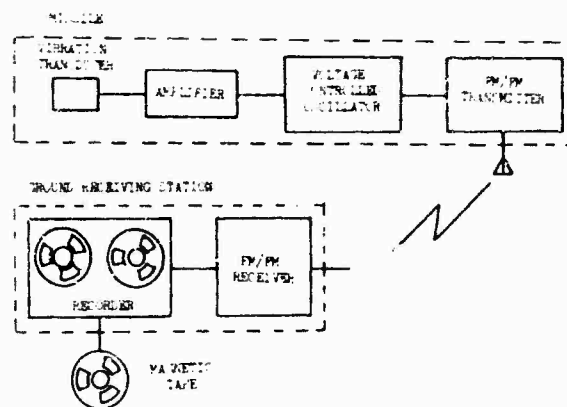 MISSILE
VIBRATION
TRANSDUCER
AMPLIFIER
VOLTAGE
CONTROLLED
OSCILLATOR
FM/FM
TRANSMITTER
GROUND RECEIVING STATION
RECORDER
FM/FM
RECEIVER
MAGNETIC
TAPE